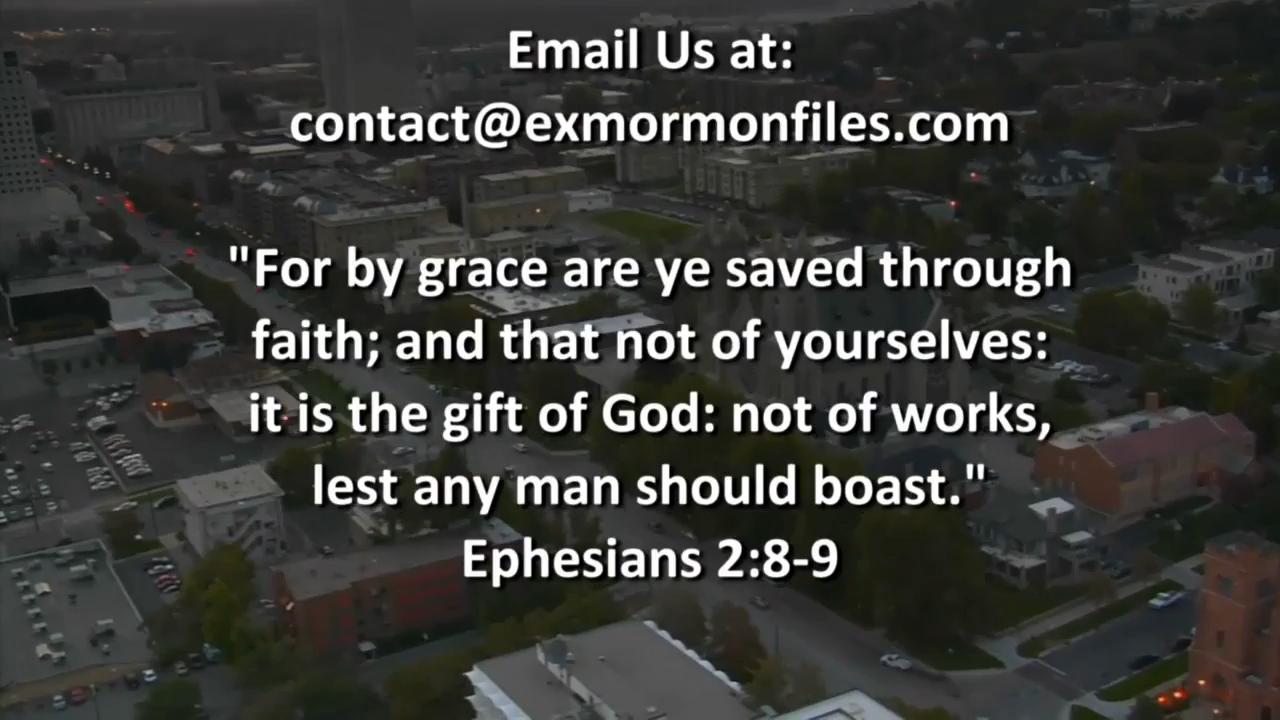 Email Us at:
contact@exmormonfiles.com
"For by grace are ye saved through
faith; and that not of yourselves:
it is the gift of God: not of works,
lest any man should boast."
Ephesians 2:8-9